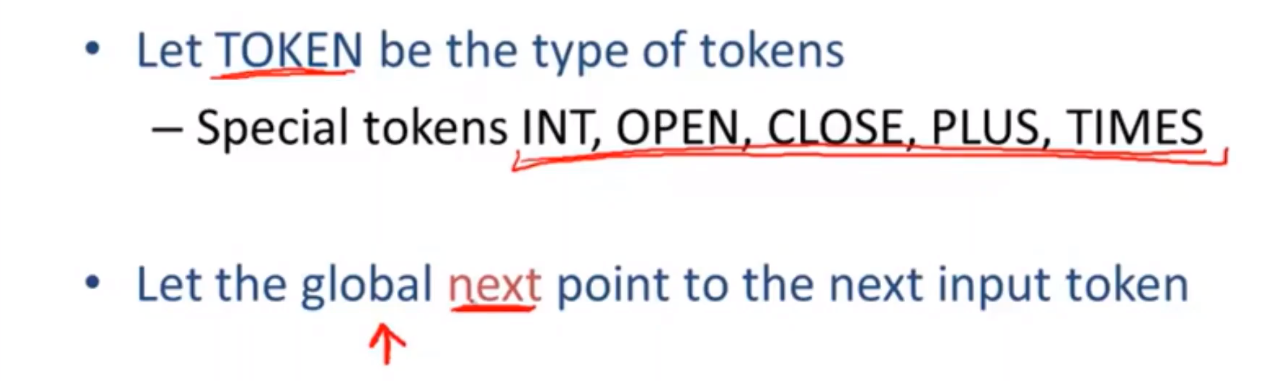 • Let TOKEN be the type of tokens
– Special tokens INT, OPEN, CLOSE, PLUS, TIMES
• Let the global next point to the next input token